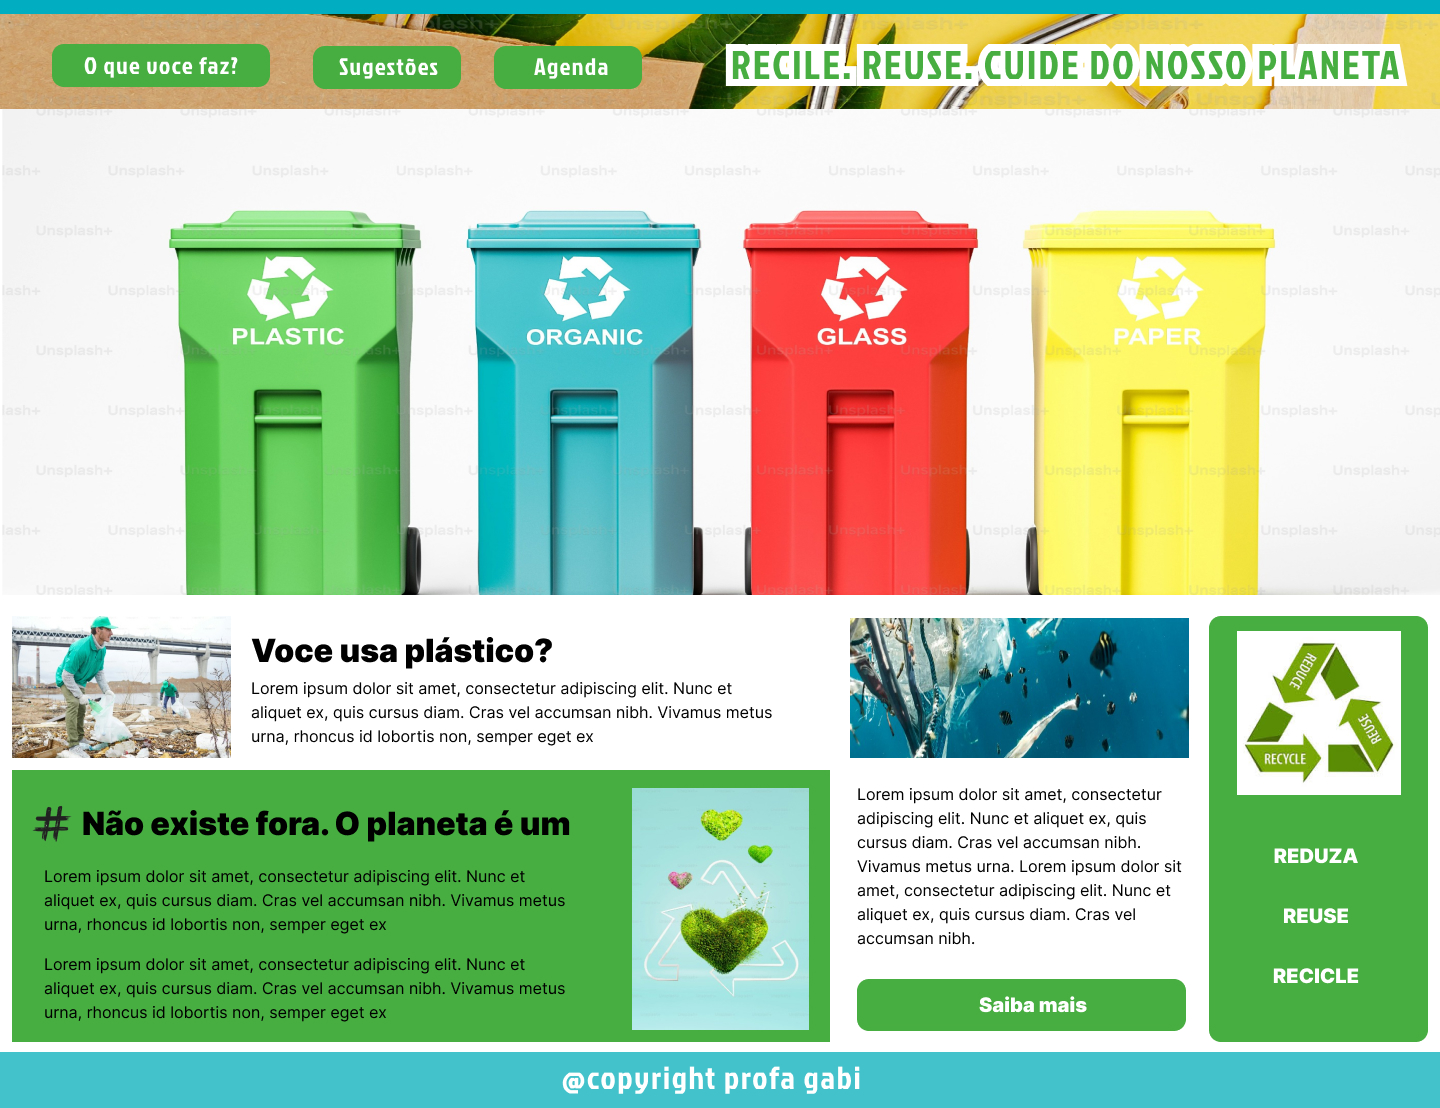 O que voce faz?
Sugestões
Agenda
RECILE. REUSE. CUIDE DO NOSSO PLANETA
Unsplash+
PLASTIC
ORGANIC
GLASS
PAPER
Voce usa plástico?
Lorem ipsum dolor sit amet, consectetur adipiscing elit. Nunc et
aliquet ex, quis cursus diam. Cras vel accumsan nibh. Vivamus metus
urna, rhoncus id lobortis non, semper eget ex
# Não existe fora. O planeta é um
Lorem ipsum dolor sit amet, consectetur adipiscing elit. Nunc et
aliquet ex, quis cursus diam. Cras vel accumsan nibh. Vivamus metus
urna, rhoncus id lobortis non, semper eget ex
Lorem ipsum dolor sit amet, consectetur adipiscing elit. Nunc et
aliquet ex, quis cursus diam. Cras vel accumsan nibh. Vivamus metus
urna, rhoncus id lobortis non, semper eget ex
Lorem ipsum dolor sit amet, consectetur
adipiscing elit. Nunc et aliquet ex, quis
cursus diam. Cras vel accumsan nibh.
Vivamus metus urna. Lorem ipsum dolor sit
amet, consectetur adipiscing elit. Nunc et
aliquet ex, quis cursus diam. Cras vel
accumsan nibh.
Saiba mais
REDUCE
REUSE
RECYCLE
REDUZA
REUSE
RECICLE
@copyright profa gabi